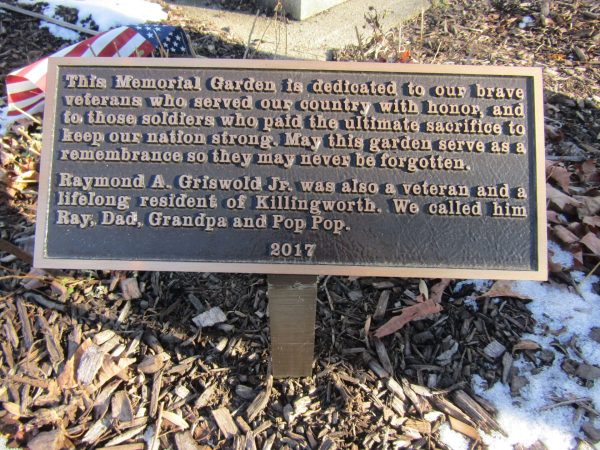 This Memorial Garden is dedicated to our brave
veterans who served our country with honor, and
to those soldiers who paid the ultimate sacrifice to
keep our nation strong. May this garden serve as a
remembrance so they may never be forgotten.
Raymond A. Griswold Jr. was also a veteran and a
lifelong resident of Killingworth. We called him
Ray, Dad, Grandpa and Pop Pop.
2017